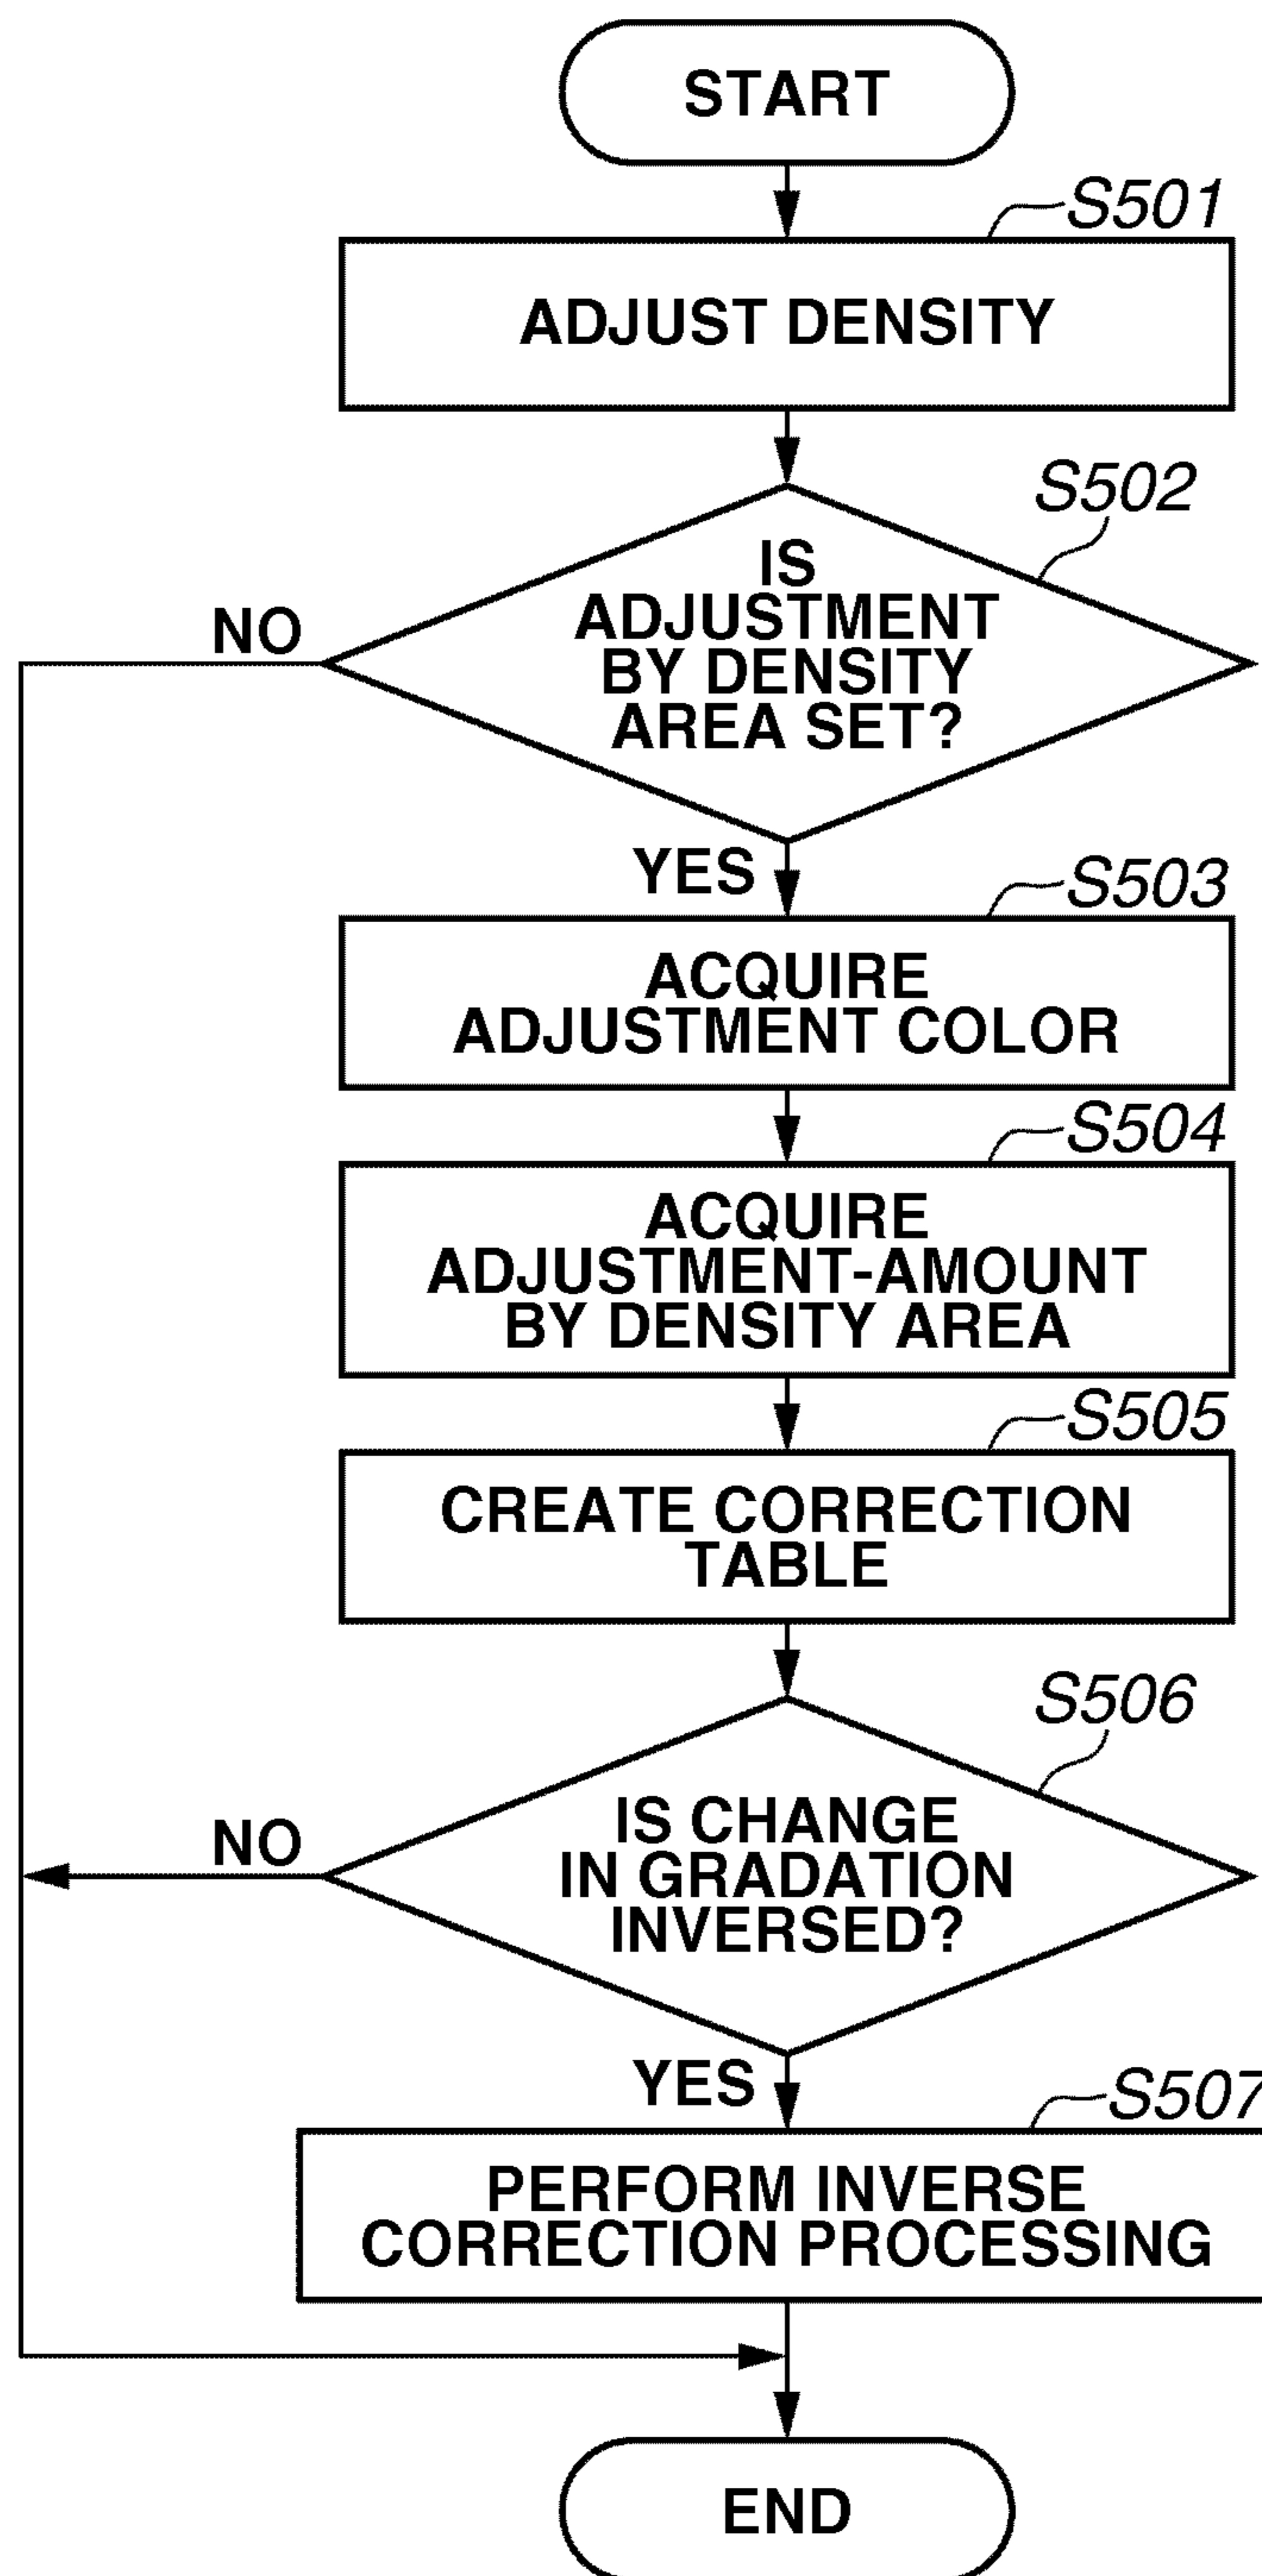 START
S501
ADJUST DENSITY
S502
IS
ADJUSTMENT
BY DENSITY
AREA SET?
NO
YES
S503
ACQUIRE
ADJUSTMENT COLOR
S504
ACQUIRE
ADJUSTMENT-AMOUNT
BY DENSITY AREA
S505
CREATE CORRECTION
TABLE
S506
IS CHANGE
IN GRADATION
INVERSED?
NO
YES
S507
PERFORM INVERSE
CORRECTION PROCESSING
END